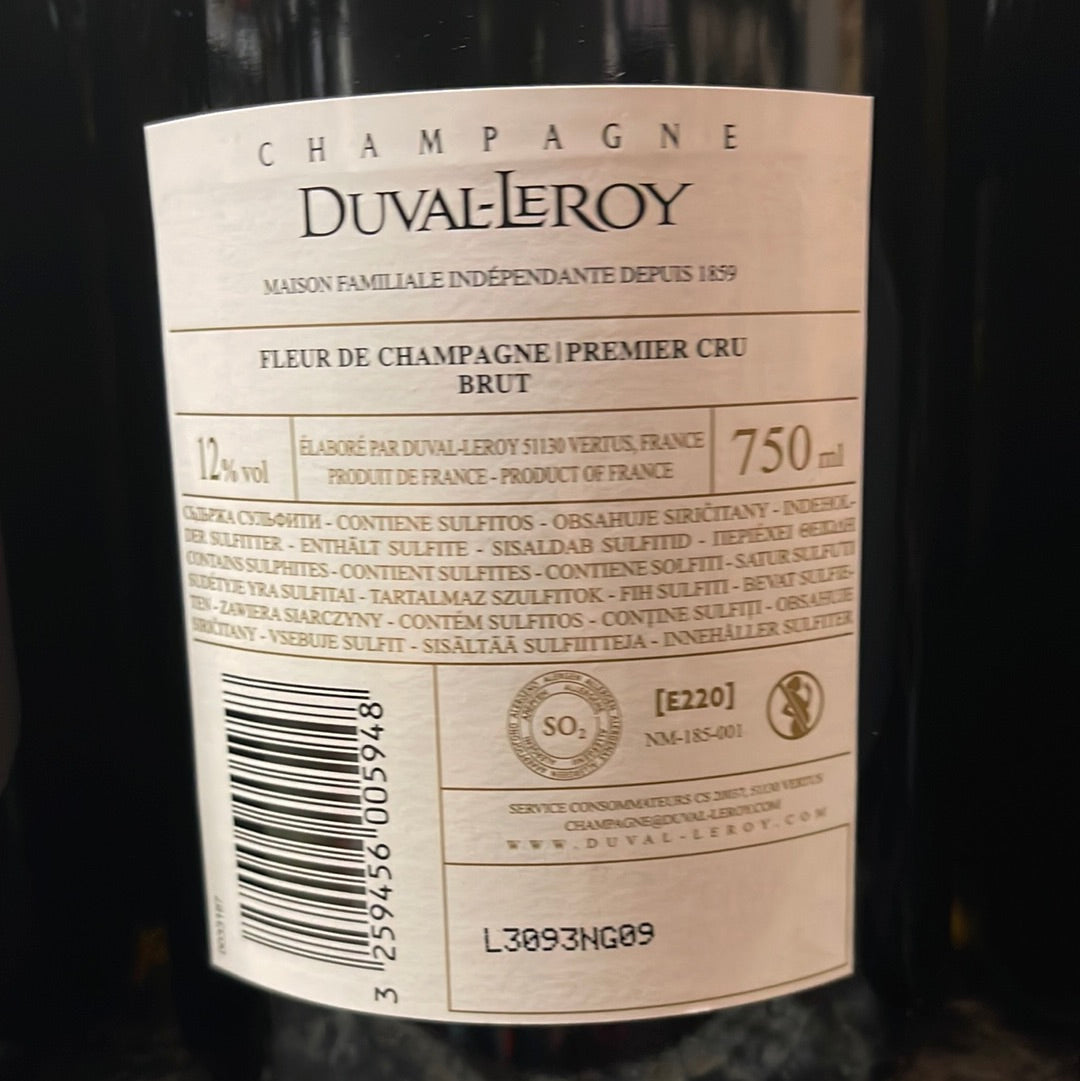 CHAMPAGNE
DUVAL-LEROY
MAISON FAMILIALE INDÉPENDANTE DEPUIS 1859
FLEUR DE CHAMPAGNE | PREMIER CRU
BRUT
12% vol
ÉLABORÉ PAR DUVAL-LEROY 51130 VERTUS, FRANCE
PRODUIT DE FRANCE - PRODUCT OF FRANCE
750 ml
СЪДЪРЖА СУЛФИТИ - CONTIENE SULFITOS - OBSAHUJE SIRIČITANY - INDEHOL-
DER SULFITTER - ENTHÄLT SULFITE - SISALDAB SULFITID - ΠΕΡΙΈΧΕΙ ΘΕΙΏΔΗ
CONTAINS SULPHITES - CONTIENT SULFITES - CONTIENE SOLFITI - SATUR SULFUTI
SUDĖTYJE YRA SULFITAI - TARTALMAZ SZULFITOK - FIH SULFITI - BEVAT SULFIE-
TEN - ZAWIERA SIARCZYNY - CONTÉM SULFITOS - CONȚINE SULFIȚI - OBSAHUJE
SIRIČITANY - VSEBUJE SULFIT - SISÄLTÄÄ SULFIITTEJA - INNEHÅLLER SULFITER
SO₂
[E220]
NM-185-001
SERVICE CONSOMMATEURS CS 20037, 51130 VERTUS
CHAMPAGNE@DUVAL-LEROY.COM
WWW.DUVAL-LEROY.COM
3 259456 005948
L3093NG09